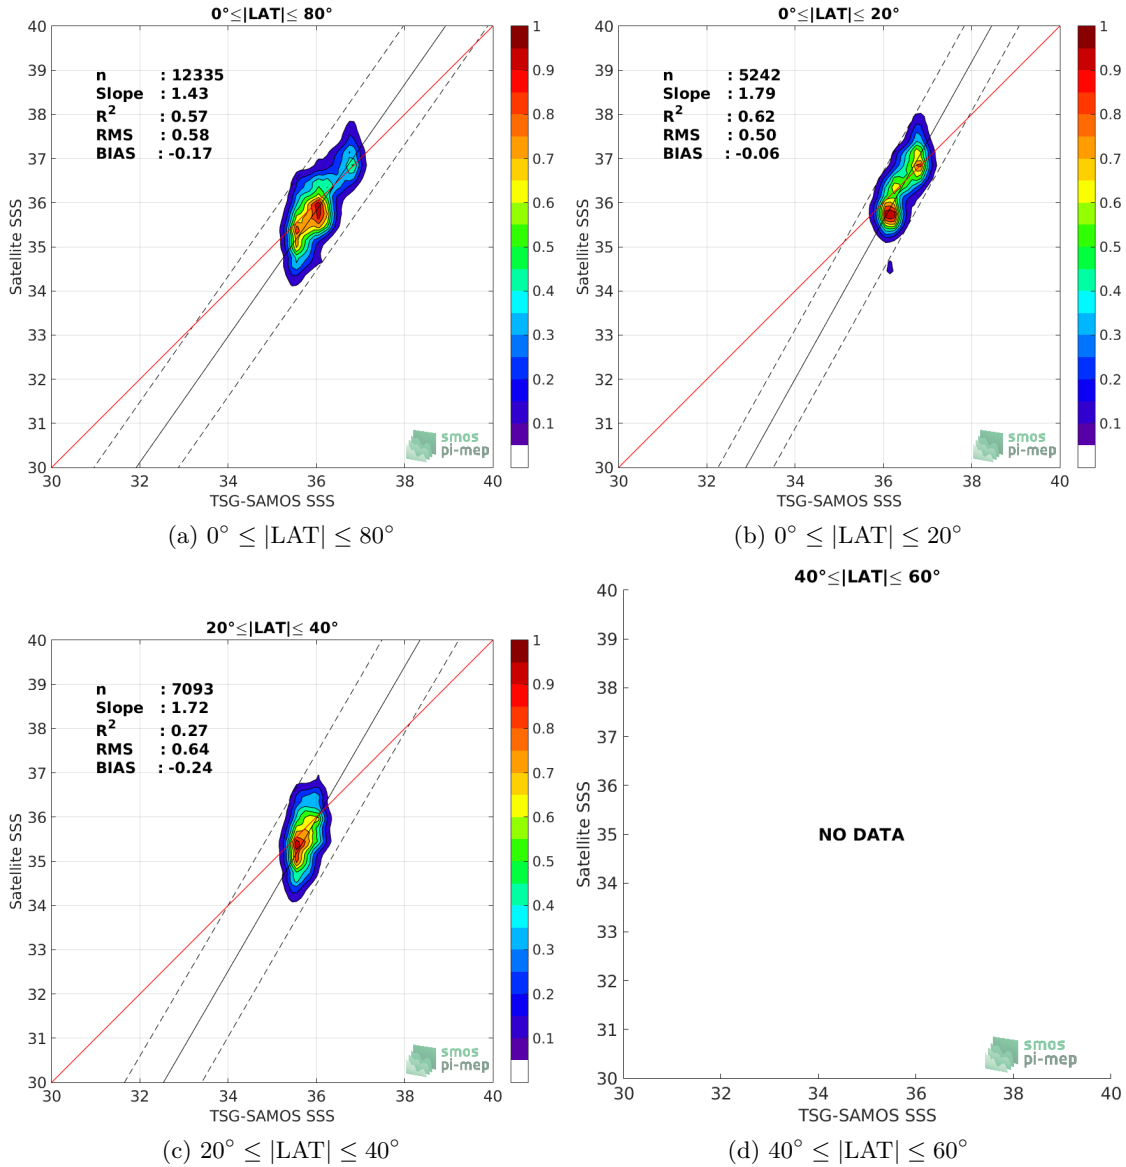 0°≤|LAT|≤ 80°
n : 12335
Slope : 1.43
R² : 0.57
RMS : 0.58
BIAS : -0.17
40
39
38
37
36
35
34
33
32
31
30
Satellite SSS
30 32 34 36 38 40
TSG-SAMOS SSS
1
0.9
0.8
0.7
0.6
0.5
0.4
0.3
0.2
0.1
smos
pi-mep
(a) 0° ≤ |LAT| ≤ 80°
0°≤|LAT|≤ 20°
n : 5242
Slope : 1.79
R² : 0.62
RMS : 0.50
BIAS : -0.06
40
39
38
37
36
35
34
33
32
31
30
Satellite SSS
30 32 34 36 38 40
TSG-SAMOS SSS
1
0.9
0.8
0.7
0.6
0.5
0.4
0.3
0.2
0.1
smos
pi-mep
(b) 0° ≤ |LAT| ≤ 20°
20°≤|LAT|≤ 40°
n : 7093
Slope : 1.72
R² : 0.27
RMS : 0.64
BIAS : -0.24
40
39
38
37
36
35
34
33
32
31
30
Satellite SSS
30 32 34 36 38 40
TSG-SAMOS SSS
1
0.9
0.8
0.7
0.6
0.5
0.4
0.3
0.2
0.1
smos
pi-mep
(c) 20° ≤ |LAT| ≤ 40°
40°≤|LAT|≤ 60°
40
39
38
37
36
35
34
33
32
31
30
Satellite SSS
NO DATA
30 32 34 36 38 40
TSG-SAMOS SSS
smos
pi-mep
(d) 40° ≤ |LAT| ≤ 60°